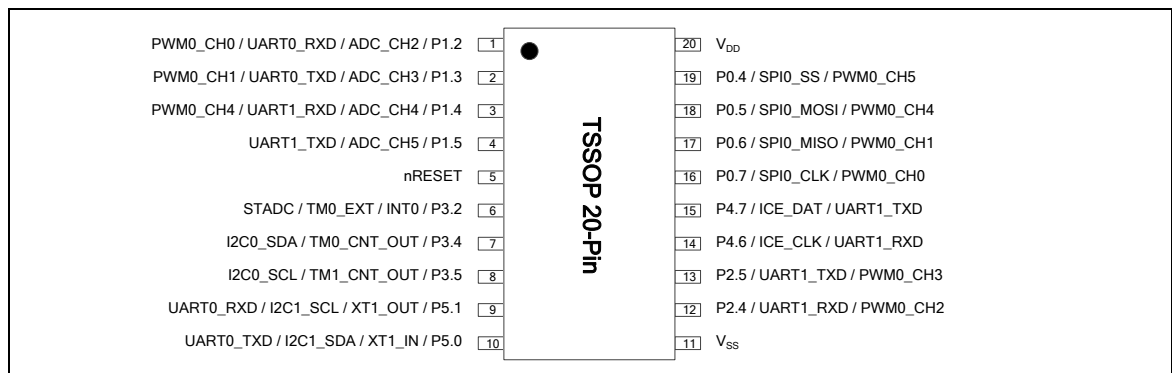 PWM0_CH0 / UART0_RXD / ADC_CH2 / P1.2 1
PWM0_CH1 / UART0_TXD / ADC_CH3 / P1.3 2
PWM0_CH4 / UART1_RXD / ADC_CH4 / P1.4 3
UART1_TXD / ADC_CH5 / P1.5 4
nRESET 5
STADC / TM0_EXT / INT0 / P3.2 6
I2C0_SDA / TM0_CNT_OUT / P3.4 7
I2C0_SCL / TM1_CNT_OUT / P3.5 8
UART0_RXD / I2C1_SCL / XT1_OUT / P5.1 9
UART0_TXD / I2C1_SDA / XT1_IN / P5.0 10
TSSOP 20-Pin
20 VDD
19 P0.4 / SPI0_SS / PWM0_CH5
18 P0.5 / SPI0_MOSI / PWM0_CH4
17 P0.6 / SPI0_MISO / PWM0_CH1
16 P0.7 / SPI0_CLK / PWM0_CH0
15 P4.7 / ICE_DAT / UART1_TXD
14 P4.6 / ICE_CLK / UART1_RXD
13 P2.5 / UART1_TXD / PWM0_CH3
12 P2.4 / UART1_RXD / PWM0_CH2
11 VSS